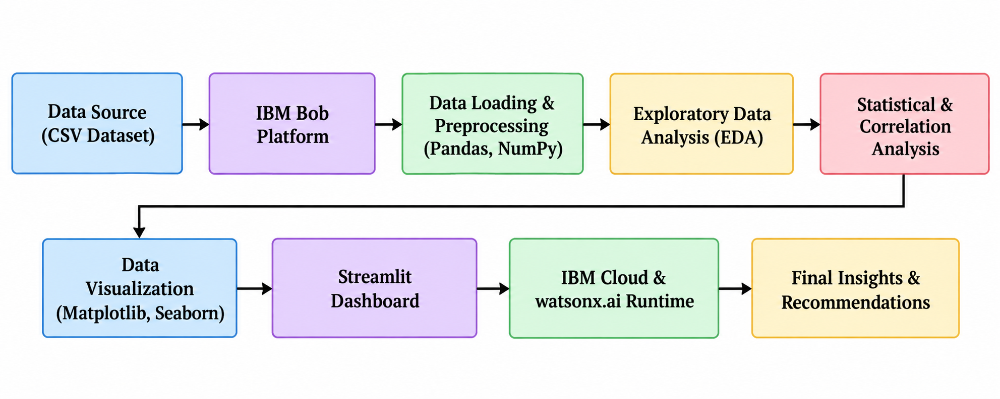 Data Source
(CSV Dataset)
IBM Bob
Platform
Data Loading &
Preprocessing
(Pandas, NumPy)
Exploratory Data
Analysis (EDA)
Statistical &
Correlation
Analysis
Data
Visualization
(Matplotlib, Seaborn)
Streamlit
Dashboard
IBM Cloud &
watsonx.ai Runtime
Final Insights &
Recommendations